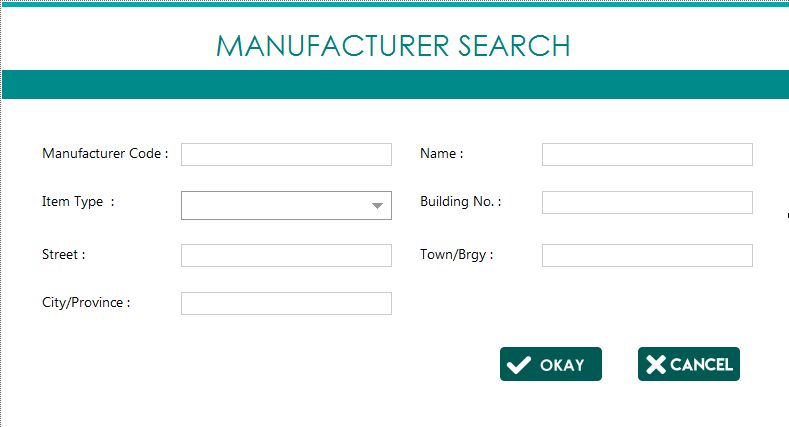 MANUFACTURER SEARCH
Manufacturer Code :
Name :
Item Type  :
Building No. :
Street :
Town/Brgy :
City/Province :
OKAY
CANCEL